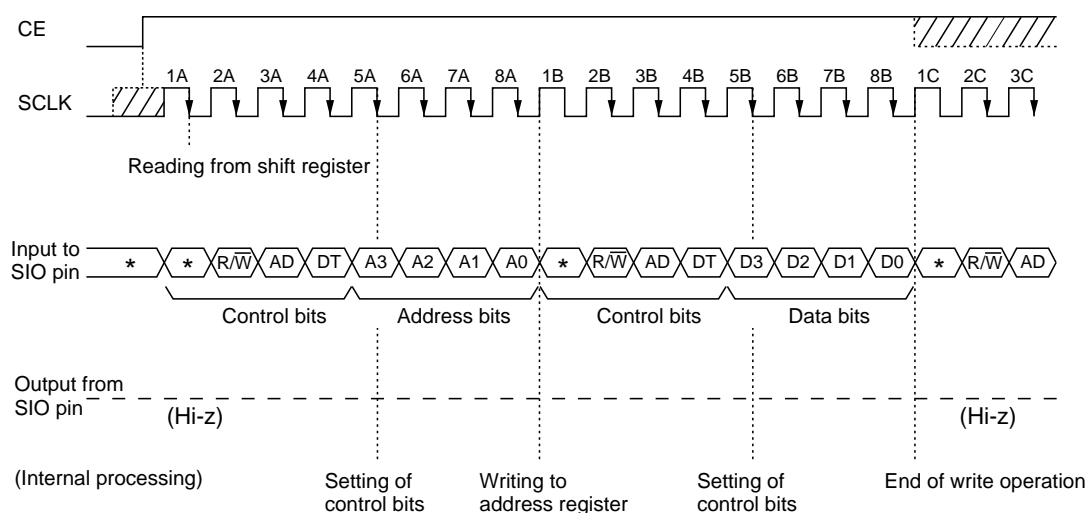 CE
1A 2A 3A 4A 5A 6A 7A 8A 1B 2B 3B 4B 5B 6B 7B 8B 1C 2C 3C
SCLK
Reading from shift register
Input to
SIO pin
* * R/W̅ AD DT A3 A2 A1 A0 * R/W̅ AD DT D3 D2 D1 D0 * R/W̅ AD
Control bits Address bits Control bits Data bits
Output from
SIO pin
(Hi-z) (Hi-z)
(Internal processing)
Setting of
control bits
Writing to
address register
Setting of
control bits
End of write operation